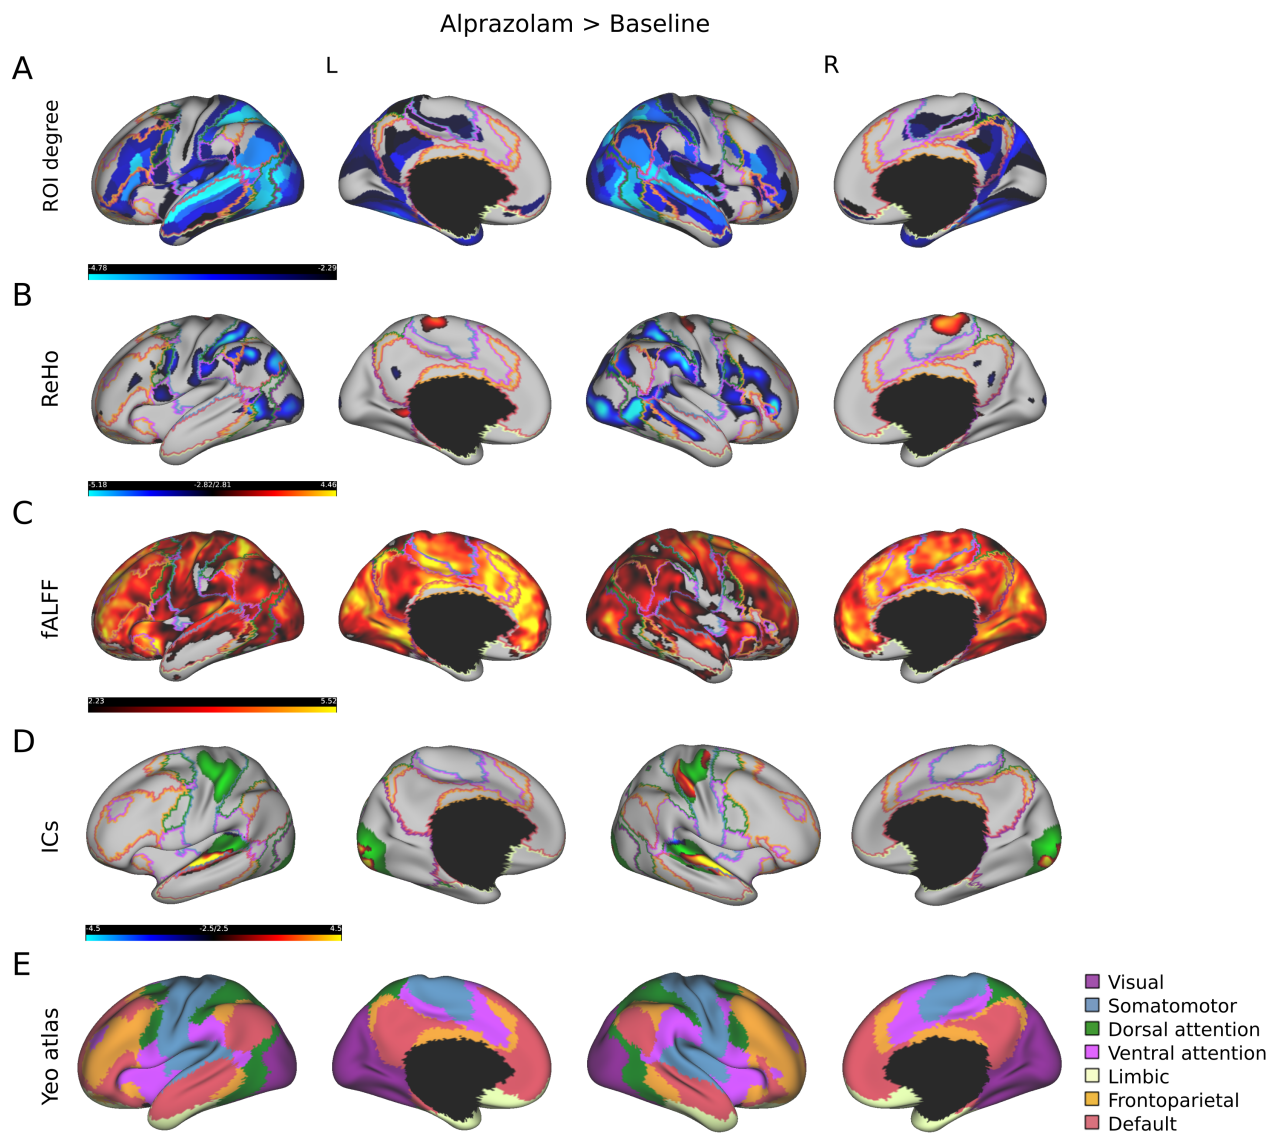 Alprazolam > Baseline
A
L
R
ROI degree
-4.78 -2.29
B
ReHo
-5.18 -2.82/2.81 4.46
C
fALFF
2.23 5.52
D
ICs
-4.5 -2.5/2.5 4.5
E
Yeo atlas
Visual
Somatomotor
Dorsal attention
Ventral attention
Limbic
Frontoparietal
Default